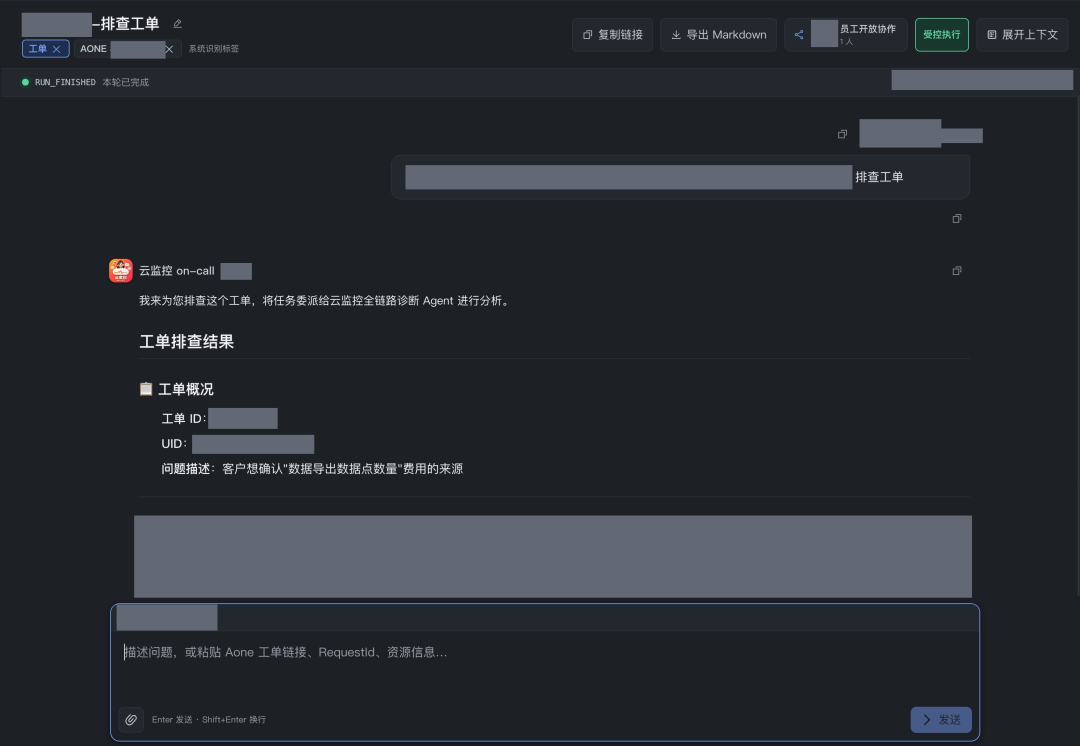 -排查工单
复制链接
导出 Markdown
员工开放协作
1 人
受控执行
展开上下文
工单
AONE
系统识别标签
RUN_FINISHED 本轮已完成
排查工单
云监控 on-call
我来为您排查这个工单，将任务委派给云监控全链路诊断 Agent 进行分析。
工单排查结果
📋 工单概况
工单 ID：
UID：
问题描述：客户想确认"数据导出数据点数量"费用的来源
描述问题，或粘贴 Aone 工单链接、RequestId、资源信息…
Enter 发送 · Shift+Enter 换行
发送